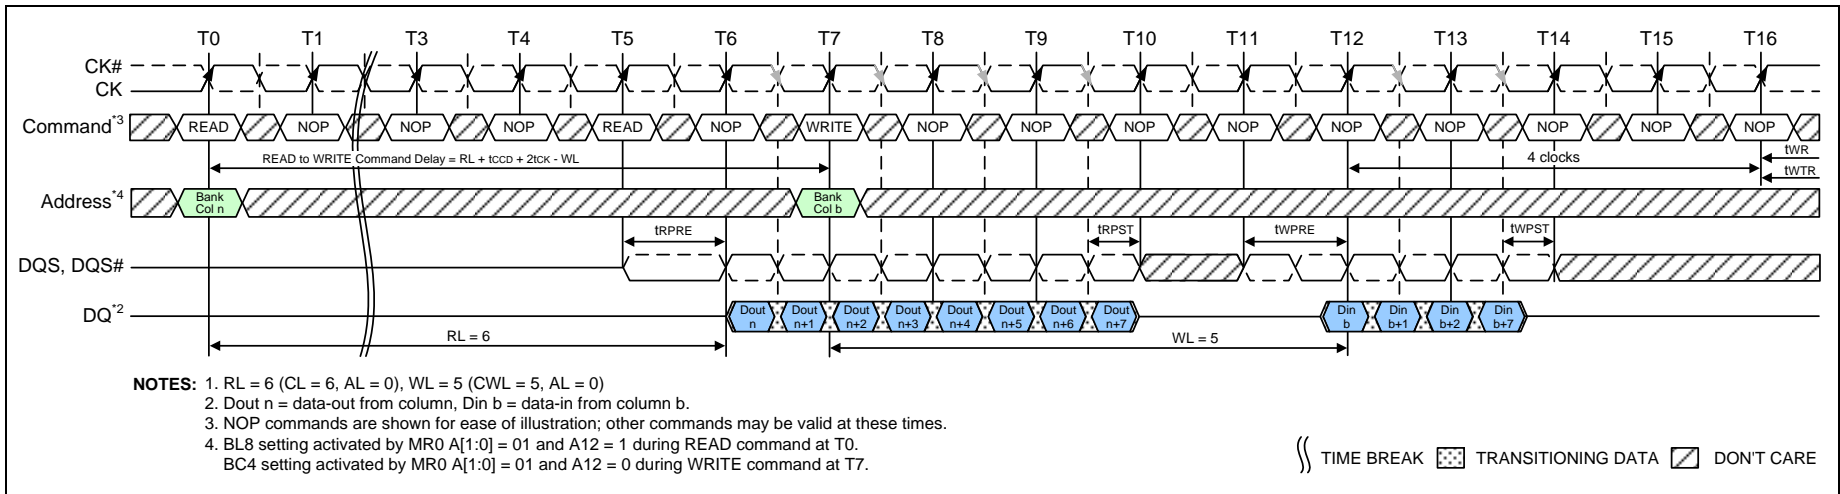 T0 T1 T3 T4 T5 T6 T7 T8 T9 T10 T11 T12 T13 T14 T15 T16
CK#
CK
Command*3 READ NOP NOP NOP READ NOP WRITE NOP NOP NOP NOP NOP NOP NOP NOP NOP
READ to WRITE Command Delay = RL + tCCD + 2tCK - WL
4 clocks
tWR
tWTR
Address*4
Bank
Col n
Bank
Col b
tRPRE tRPST tWPRE tWPST
DQS, DQS#
DQ*2
Dout
n
Dout
n+1
Dout
n+2
Dout
n+3
Dout
n+4
Dout
n+5
Dout
n+6
Dout
n+7
Din
b
Din
b+1
Din
b+2
Din
b+7
RL = 6
WL = 5
NOTES: 1. RL = 6 (CL = 6, AL = 0), WL = 5 (CWL = 5, AL = 0)
2. Dout n = data-out from column, Din b = data-in from column b.
3. NOP commands are shown for ease of illustration; other commands may be valid at these times.
4. BL8 setting activated by MR0 A[1:0] = 01 and A12 = 1 during READ command at T0.
BC4 setting activated by MR0 A[1:0] = 01 and A12 = 0 during WRITE command at T7.
TIME BREAK TRANSITIONING DATA DON'T CARE